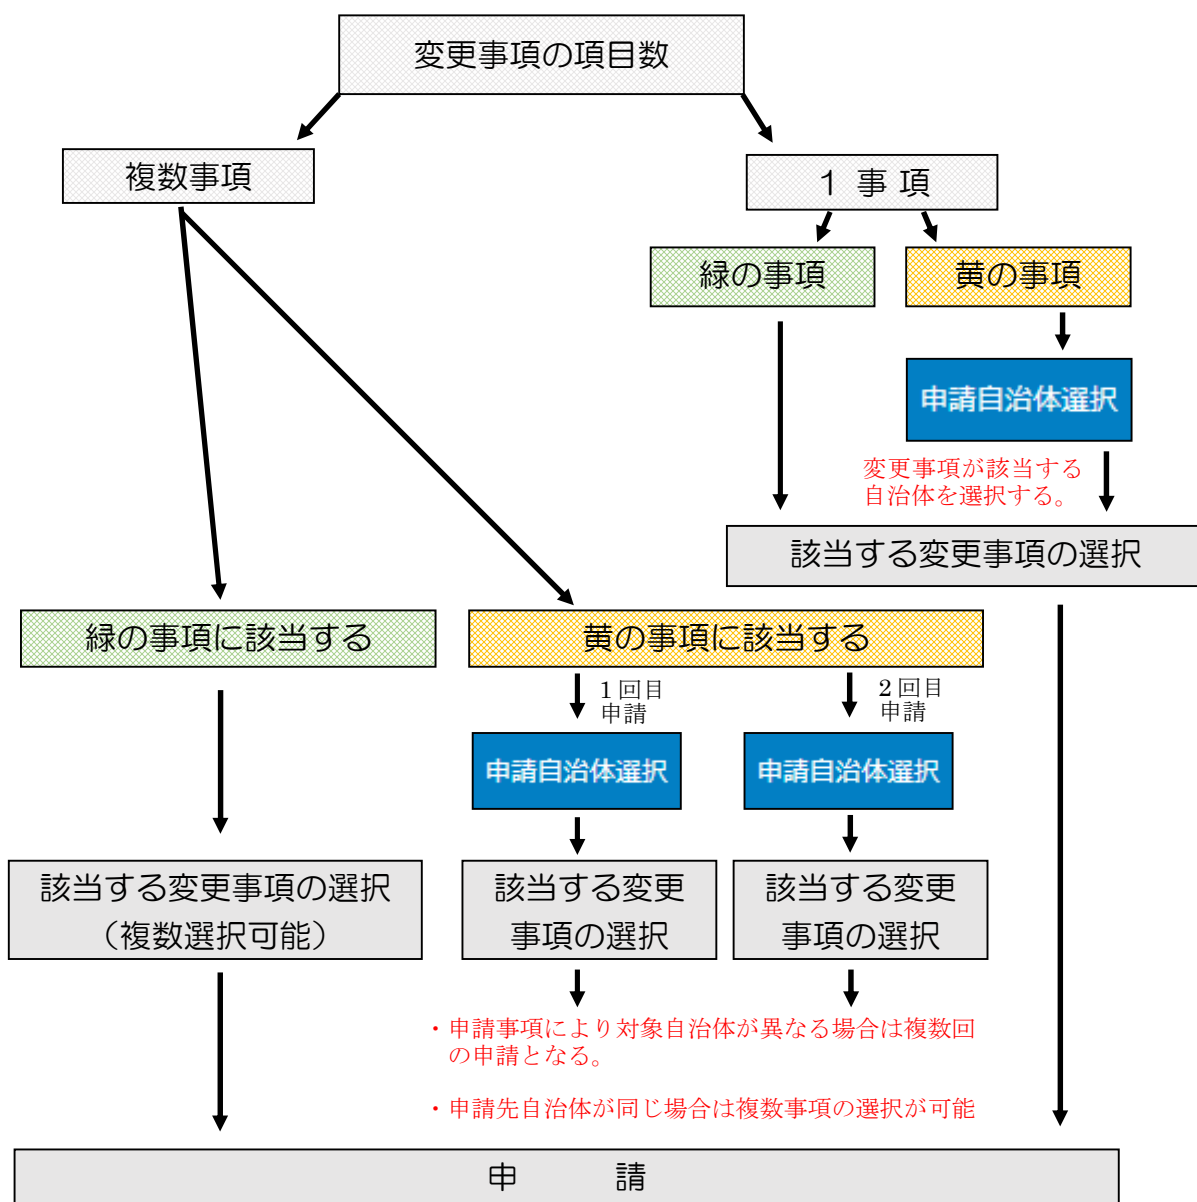 変更事項の項目数
複数事項
１ 事 項
緑の事項
黄の事項
申請自治体選択
変更事項が該当する
自治体を選択する。
該当する変更事項の選択
緑の事項に該当する
黄の事項に該当する
1 回目
申請
2 回目
申請
申請自治体選択
申請自治体選択
該当する変更事項の選択
（複数選択可能）
該当する変更
事項の選択
該当する変更
事項の選択
・申請事項により対象自治体が異なる場合は複数回
の申請となる。
・申請先自治体が同じ場合は複数事項の選択が可能
申　　　請